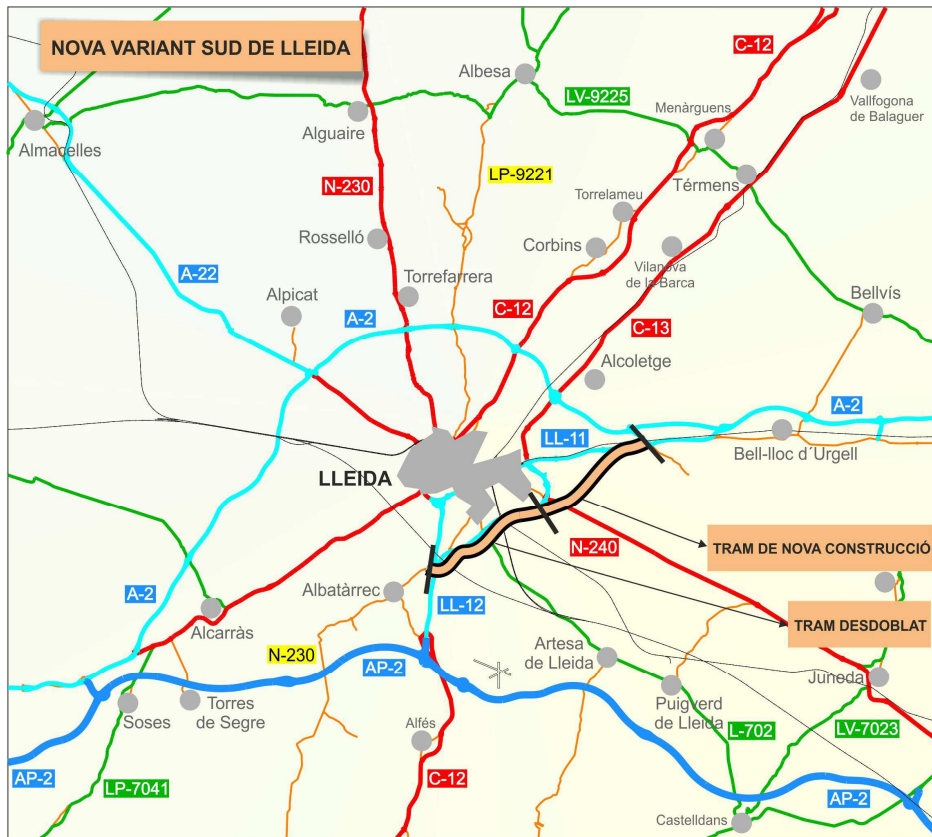 NOVA VARIANT SUD DE LLEIDA
C-12
Albesa
LV-9225
Menàrguens
Vallfogona
de Balaguer
Almacelles
Alguaire
N-230
LP-9221
Térmens
Torrelameu
Rosselló
Corbins
Vilanova
de la Barca
A-22
Torrefarrera
Alpicat
A-2
C-12
C-13
Bellvís
Alcoletge
A-2
LL-11
Bell-lloc d´Urgell
LLEIDA
N-240
TRAM DE NOVA CONSTRUCCIÓ
Albatàrrec
LL-12
A-2
Alcarràs
TRAM DESDOBLAT
N-230
Artesa
de Lleida
AP-2
Juneda
Soses
Torres
de Segre
Puigverd
de Lleida
Alfés
L-702
LV-7023
AP-2
LP-7041
C-12
AP-2
Castelldans